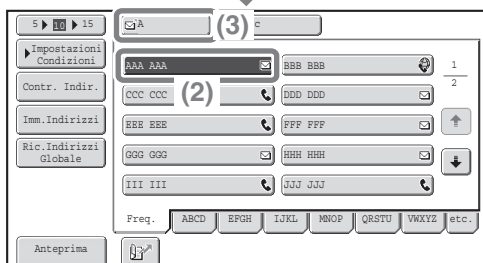 5 10 15
A
(3)
c
Impostazioni
Condizioni
Contr. Indir.
Imm.Indirizzi
Ric.Indirizzi
Globale
AAA AAA
BBB BBB
1
2
CCC CCC
(2)
DDD DDD
EEE EEE
FFF FFF
GGG GGG
HHH HHH
III III
JJJ JJJ
Freq. ABCD EFGH IJKL MNOP QRSTU VWXYZ etc.
Anteprima